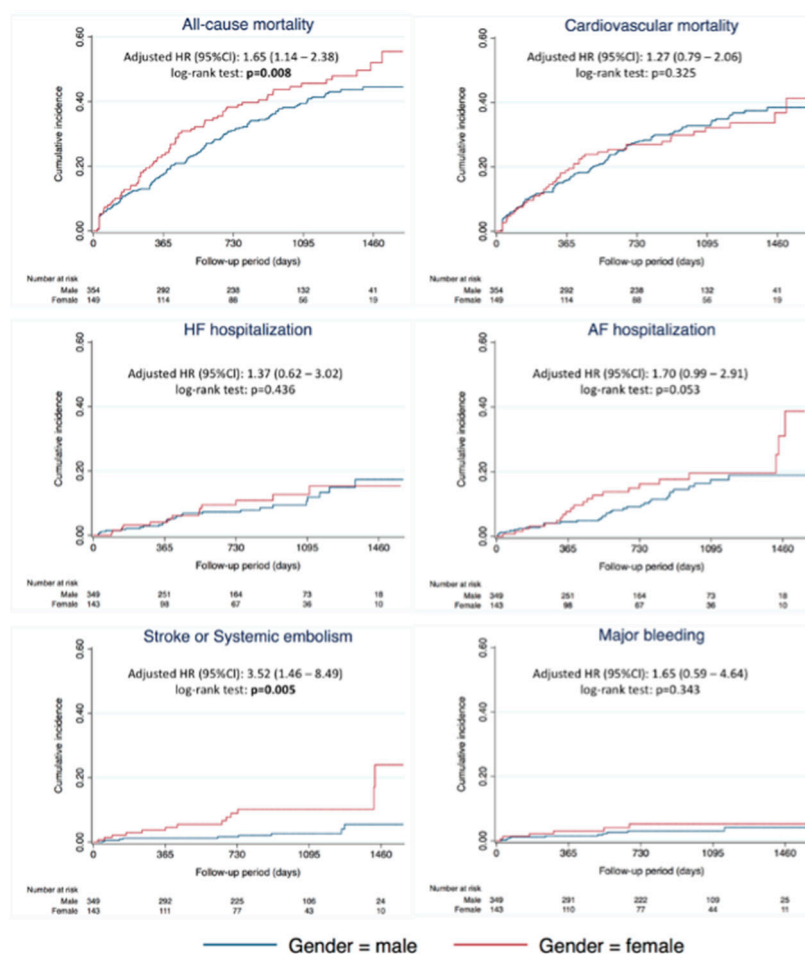 All-cause mortality
Adjusted HR (95%CI): 1.65 (1.14 – 2.38)
log-rank test: p=0.008
Cumulative incidence
0.60
0.40
0.20
0.00
0 365 730 1095 1460
Follow-up period (days)
Number at risk
Male 354 292 238 132 41
Female 149 114 88 56 19
Cardiovascular mortality
Adjusted HR (95%CI): 1.27 (0.79 – 2.06)
log-rank test: p=0.325
Cumulative incidence
0.60
0.40
0.20
0.00
0 365 730 1095 1460
Follow-up period (days)
Number at risk
Male 354 292 238 132 41
Female 149 114 88 56 19
HF hospitalization
Adjusted HR (95%CI): 1.37 (0.62 – 3.02)
log-rank test: p=0.436
Cumulative incidence
0.60
0.40
0.20
0.00
0 365 730 1095 1460
Follow-up period (days)
Number at risk
Male 349 251 164 73 18
Female 143 98 67 36 10
AF hospitalization
Adjusted HR (95%CI): 1.70 (0.99 – 2.91)
log-rank test: p=0.053
Cumulative incidence
0.60
0.40
0.20
0.00
0 365 730 1095 1460
Follow-up period (days)
Number at risk
Male 349 251 164 73 18
Female 143 98 67 36 10
Stroke or Systemic embolism
Adjusted HR (95%CI): 3.52 (1.46 – 8.49)
log-rank test: p=0.005
Cumulative incidence
0.60
0.40
0.20
0.00
0 365 730 1095 1460
Follow-up period (days)
Number at risk
Male 349 292 225 106 24
Female 143 111 77 43 10
Major bleeding
Adjusted HR (95%CI): 1.65 (0.59 – 4.64)
log-rank test: p=0.343
Cumulative incidence
0.60
0.40
0.20
0.00
0 365 730 1095 1460
Follow-up period (days)
Number at risk
Male 349 291 222 109 25
Female 143 110 77 44 11
Gender = male Gender = female